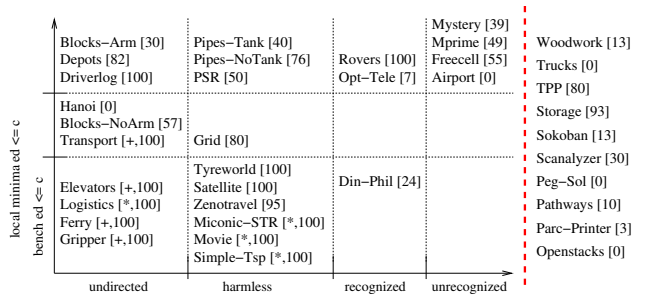 Mystery [39]
Blocks−Arm [30] Pipes−Tank [40] Mprime [49] Woodwork [13]
Depots [82] Pipes−NoTank [76] Rovers [100] Freecell [55] Trucks [0]
Driverlog [100] PSR [50] Opt−Tele [7] Airport [0] TPP [80]
Hanoi [0] Storage [93]
Blocks−NoArm [57] Sokoban [13]
Transport [+,100] Grid [80] Scanalyzer [30]
Tyreworld [100]
Elevators [+,100] Satellite [100] Din−Phil [24] Peg−Sol [0]
Logistics [*,100] Zenotravel [95] Pathways [10]
Ferry [+,100] Miconic−STR [*,100] Parc−Printer [3]
Gripper [+,100] Movie [*,100] Openstacks [0]
Simple−Tsp [*,100]
local minima ed <= c
bench ed <= c
undirected harmless recognized unrecognized